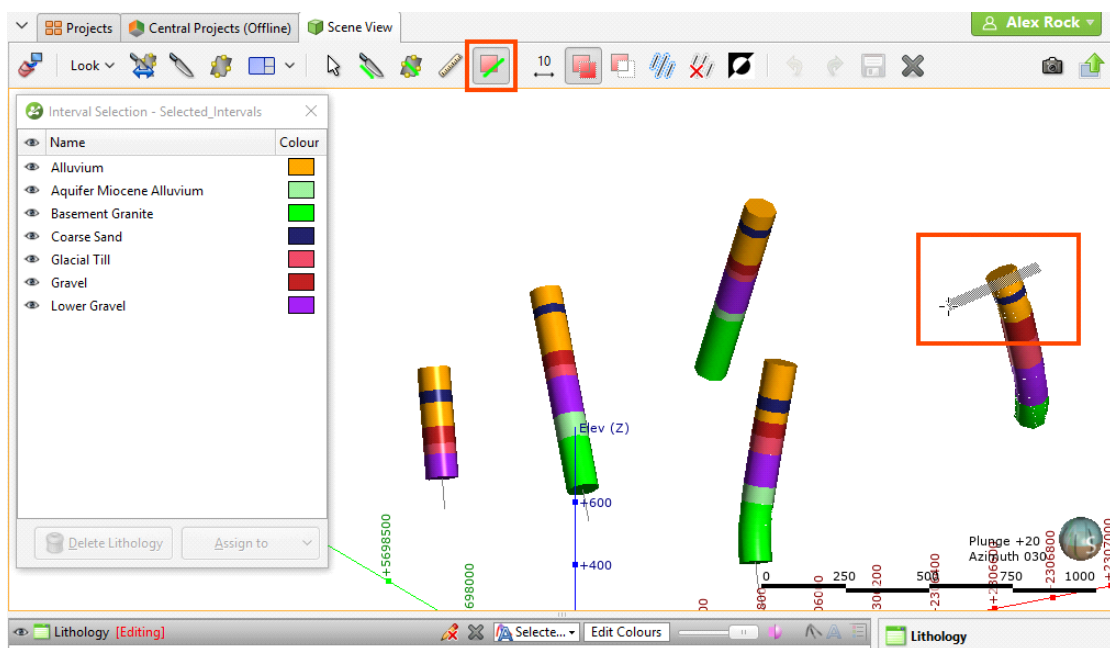 Projects Central Projects (Offline) Scene View Alex Rock
Look 10
Interval Selection - Selected_Intervals
Name Colour
Alluvium
Aquifer Miocene Alluvium
Basement Granite
Coarse Sand
Glacial Till
Gravel
Lower Gravel
Delete Lithology Assign to
Elev (Z)
+600
+400
+5698500
698000
Plunge +20
Azimuth 030
0 250 500 750 1000
-2306800
+2307000
Lithology [Editing] Selecte... Edit Colours Lithology